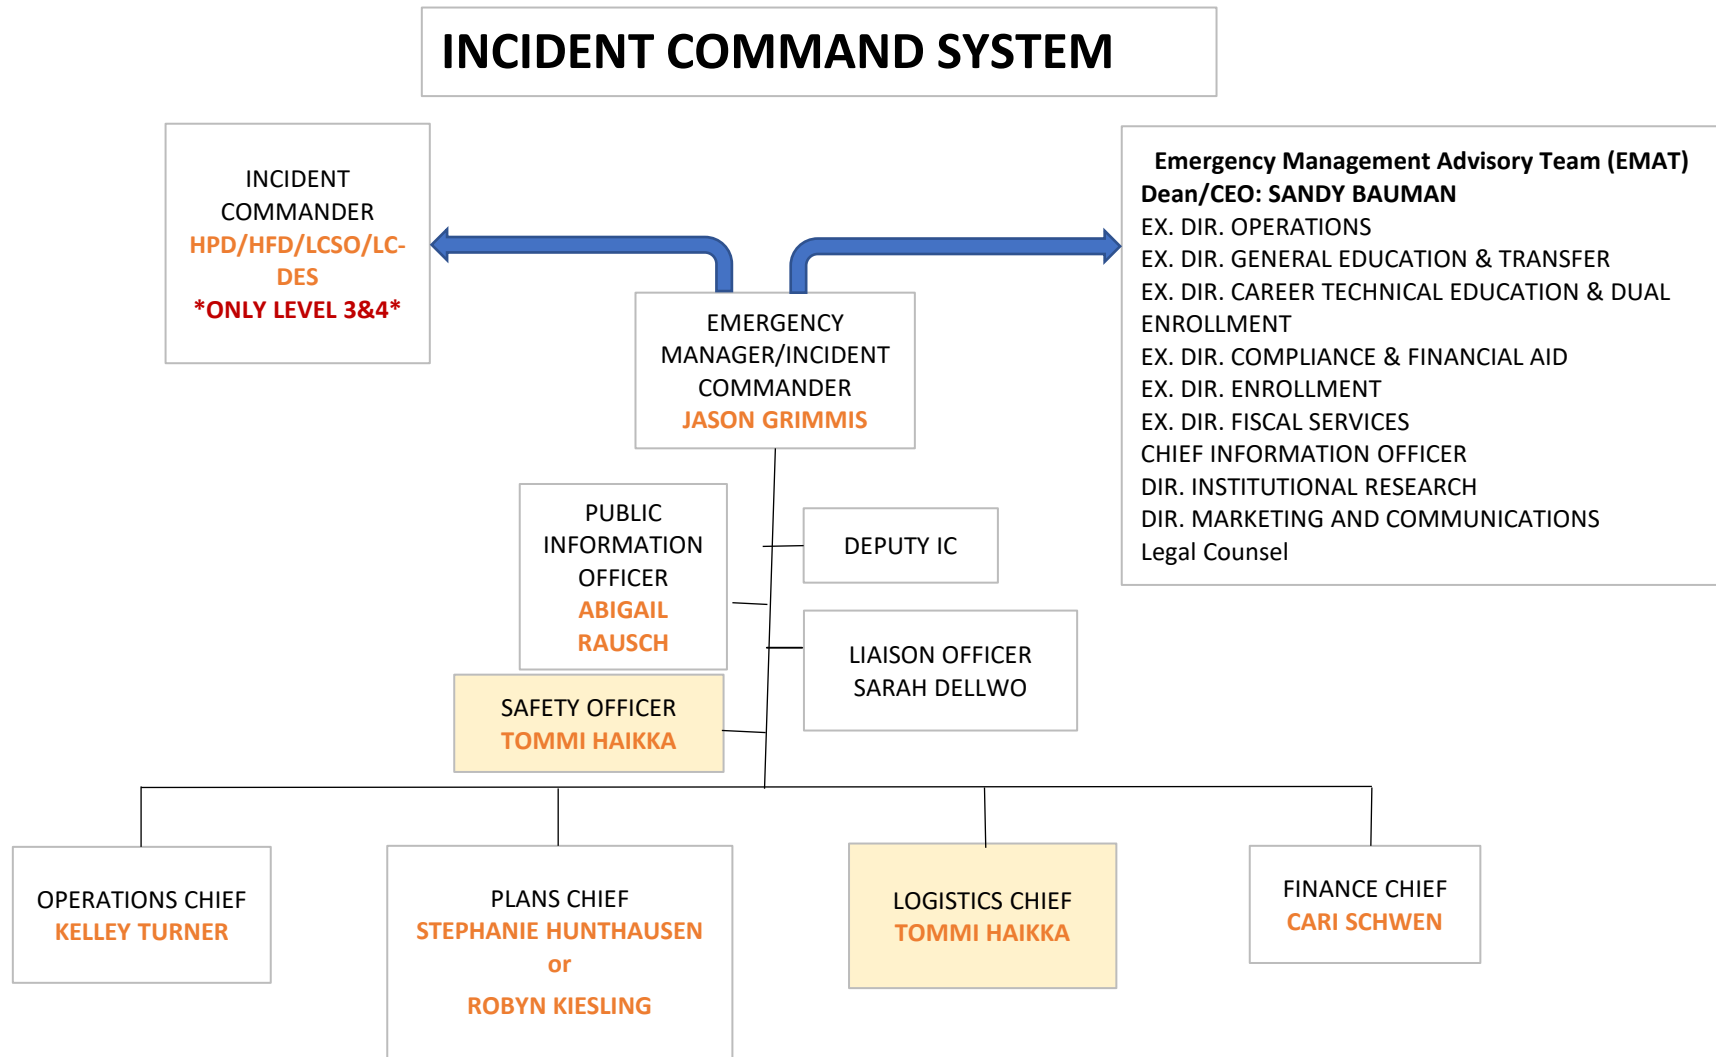 INCIDENT COMMAND SYSTEM
INCIDENT
COMMANDER
HPD/HFD/LCSO/LC-
DES
*ONLY LEVEL 3&4*
Emergency Management Advisory Team (EMAT)
Dean/CEO: SANDY BAUMAN
EX. DIR. OPERATIONS
EX. DIR. GENERAL EDUCATION & TRANSFER
EX. DIR. CAREER TECHNICAL EDUCATION & DUAL
ENROLLMENT
EX. DIR. COMPLIANCE & FINANCIAL AID
EX. DIR. ENROLLMENT
EX. DIR. FISCAL SERVICES
CHIEF INFORMATION OFFICER
DIR. INSTITUTIONAL RESEARCH
DIR. MARKETING AND COMMUNICATIONS
Legal Counsel
EMERGENCY
MANAGER/INCIDENT
COMMANDER
JASON GRIMMIS
PUBLIC
INFORMATION
OFFICER
ABIGAIL
RAUSCH
DEPUTY IC
LIAISON OFFICER
SARAH DELLWO
SAFETY OFFICER
TOMMI HAIKKA
OPERATIONS CHIEF
KELLEY TURNER
PLANS CHIEF
STEPHANIE HUNTHAUSEN
or
ROBYN KIESLING
LOGISTICS CHIEF
TOMMI HAIKKA
FINANCE CHIEF
CARI SCHWEN